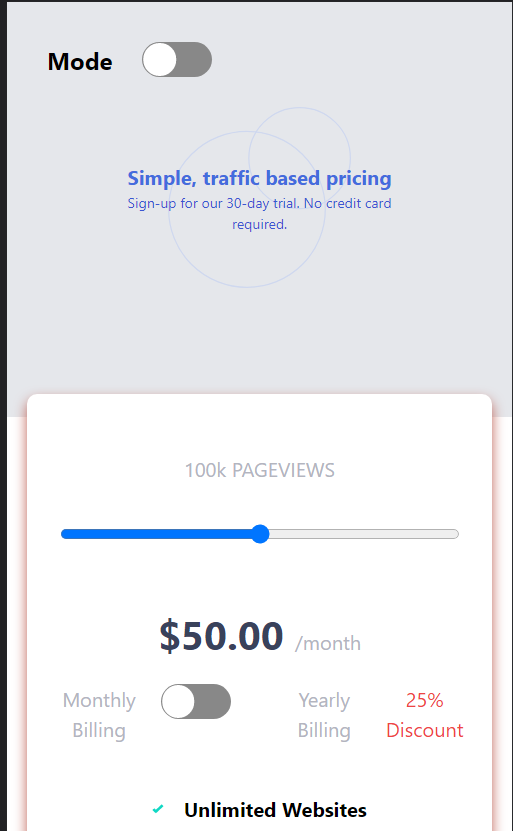 Mode
Simple, traffic based pricing
Sign-up for our 30-day trial. No credit card
required.
100k PAGEVIEWS
$50.00 /month
Monthly
Billing
Yearly
Billing
25%
Discount
Unlimited Websites